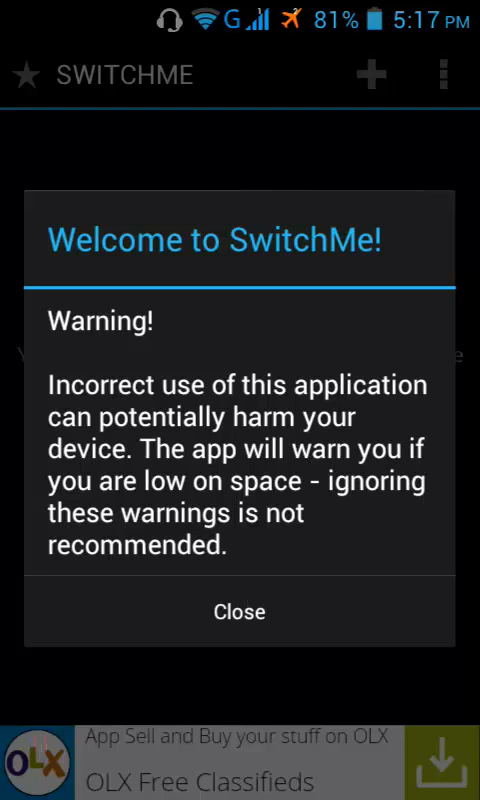 G 81% 5:17 PM
SWITCHME
Welcome to SwitchMe!
Warning!
Incorrect use of this application
can potentially harm your
device. The app will warn you if
you are low on space - ignoring
these warnings is not
recommended.
Close
App Sell and Buy your stuff on OLX
OLX
OLX Free Classifieds